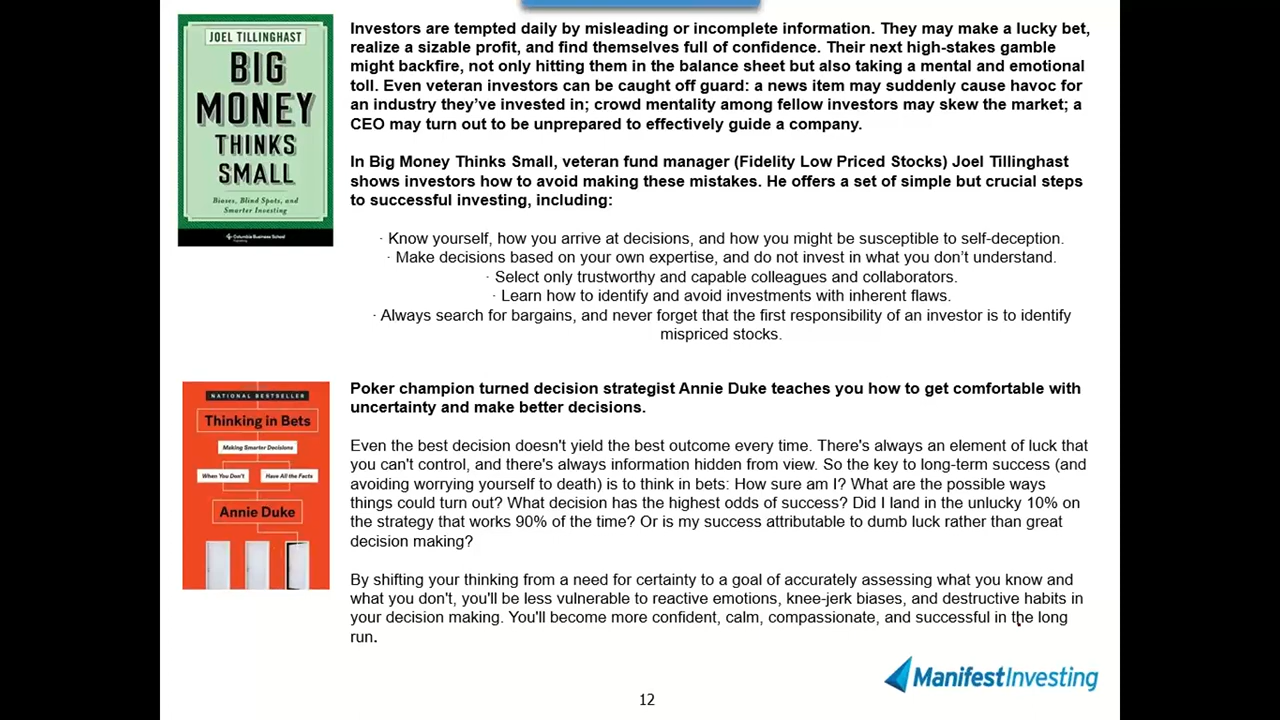 JOEL TILLINGHAST
BIG
MONEY
THINKS
SMALL
Biases, Blind Spots, and
Smarter Investing
Columbia Business School
Publishing
Investors are tempted daily by misleading or incomplete information. They may make a lucky bet,
realize a sizable profit, and find themselves full of confidence. Their next high-stakes gamble
might backfire, not only hitting them in the balance sheet but also taking a mental and emotional
toll. Even veteran investors can be caught off guard: a news item may suddenly cause havoc for
an industry they've invested in; crowd mentality among fellow investors may skew the market; a
CEO may turn out to be unprepared to effectively guide a company.
In Big Money Thinks Small, veteran fund manager (Fidelity Low Priced Stocks) Joel Tillinghast
shows investors how to avoid making these mistakes. He offers a set of simple but crucial steps
to successful investing, including:
· Know yourself, how you arrive at decisions, and how you might be susceptible to self-deception.
· Make decisions based on your own expertise, and do not invest in what you don't understand.
· Select only trustworthy and capable colleagues and collaborators.
· Learn how to identify and avoid investments with inherent flaws.
· Always search for bargains, and never forget that the first responsibility of an investor is to identify
mispriced stocks.
NATIONAL BESTSELLER
Thinking in Bets
Making Smarter Decisions
When You Don't
Have All the Facts
Annie Duke
Poker champion turned decision strategist Annie Duke teaches you how to get comfortable with
uncertainty and make better decisions.
Even the best decision doesn't yield the best outcome every time. There's always an element of luck that
you can't control, and there's always information hidden from view. So the key to long-term success (and
avoiding worrying yourself to death) is to think in bets: How sure am I? What are the possible ways
things could turn out? What decision has the highest odds of success? Did I land in the unlucky 10% on
the strategy that works 90% of the time? Or is my success attributable to dumb luck rather than great
decision making?
By shifting your thinking from a need for certainty to a goal of accurately assessing what you know and
what you don't, you'll be less vulnerable to reactive emotions, knee-jerk biases, and destructive habits in
your decision making. You'll become more confident, calm, compassionate, and successful in the long
run.
ManifestInvesting
12